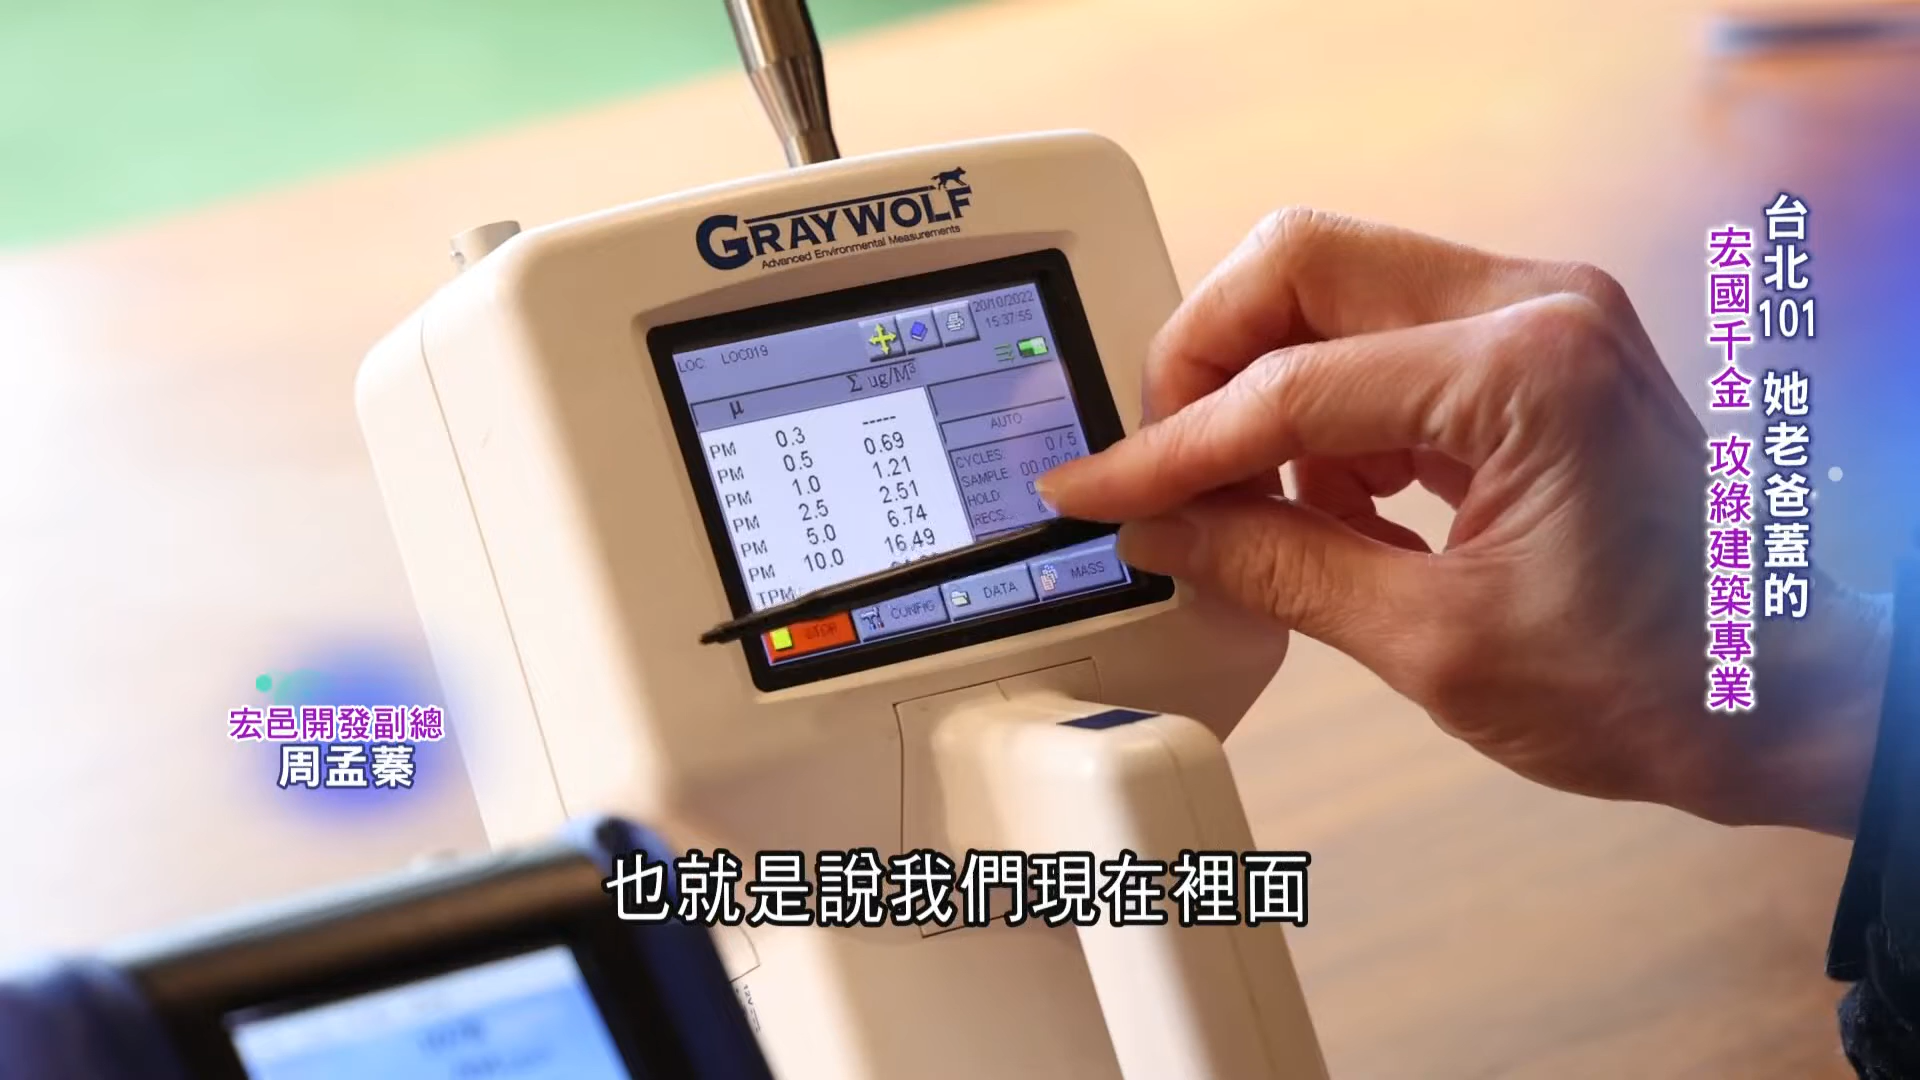 GRAYWOLF
Advanced Environmental Measurements
20/10/2022
15:37:55
LOC: LOC019
μ Σ ug/M³
PM 0.3 -----
PM 0.5 0.69
PM 1.0 1.21
PM 2.5 2.51
PM 5.0 6.74
PM 10.0 16.49
TPM
AUTO
CYCLES: 0/5
SAMPLE:
HOLD:
RECS:
STOP
CONFIG
DATA
MASS
台北101 她老爸蓋的
宏國千金 攻綠建築專業
宏邑開發副總
周孟蓁
也就是說我們現在裡面